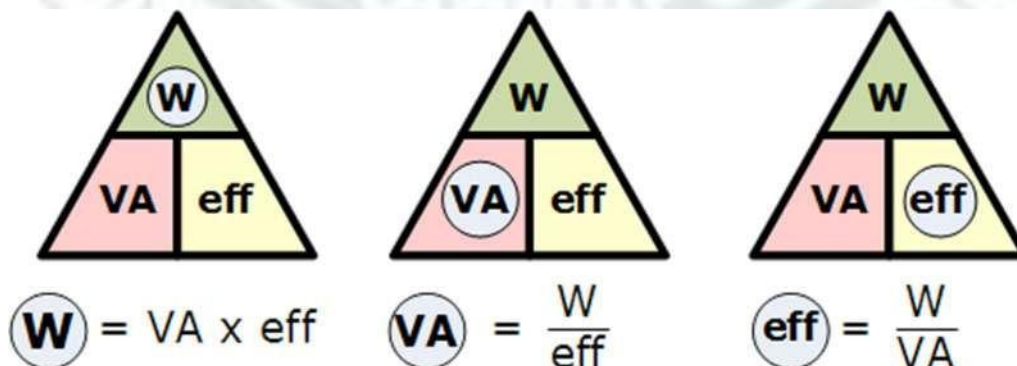 W W W
VA eff VA eff VA eff
W = VA x eff VA = W/eff eff = W/VA